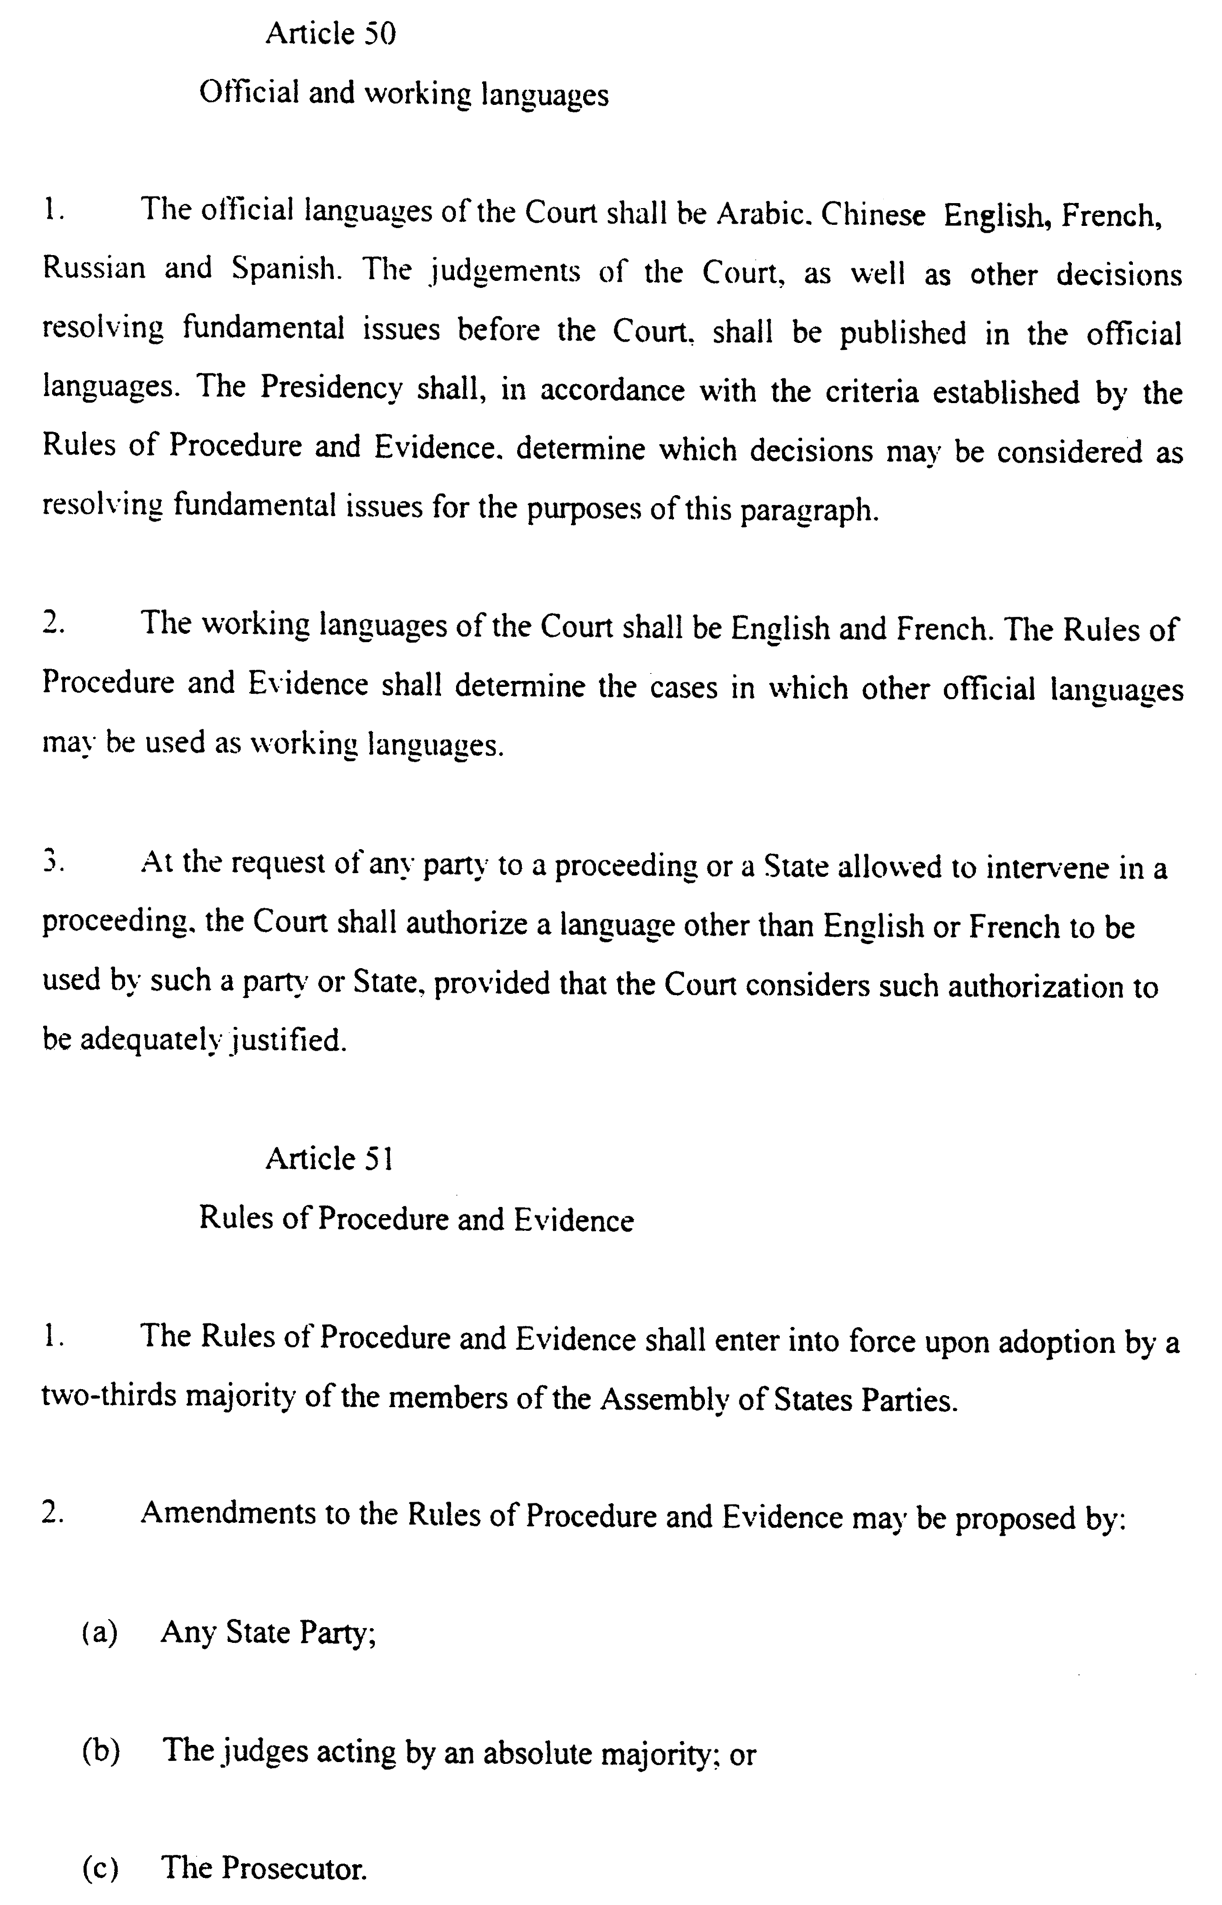 Article 50
Official and working languages
1. The official languages of the Court shall be Arabic. Chinese English, French,
Russian and Spanish. The judgements of the Court, as well as other decisions
resolving fundamental issues before the Court, shall be published in the official
languages. The Presidency shall, in accordance with the criteria established by the
Rules of Procedure and Evidence. determine which decisions may be considered as
resolving fundamental issues for the purposes of this paragraph.
2. The working languages of the Court shall be English and French. The Rules of
Procedure and Evidence shall determine the cases in which other official languages
may be used as working languages.
3. At the request of any party to a proceeding or a State allowed to intervene in a
proceeding, the Court shall authorize a language other than English or French to be
used by such a party or State, provided that the Court considers such authorization to
be adequately justified.
Article 51
Rules of Procedure and Evidence
1. The Rules of Procedure and Evidence shall enter into force upon adoption by a
two-thirds majority of the members of the Assembly of States Parties.
2. Amendments to the Rules of Procedure and Evidence may be proposed by:
(a) Any State Party;
(b) The judges acting by an absolute majority; or
(c) The Prosecutor.